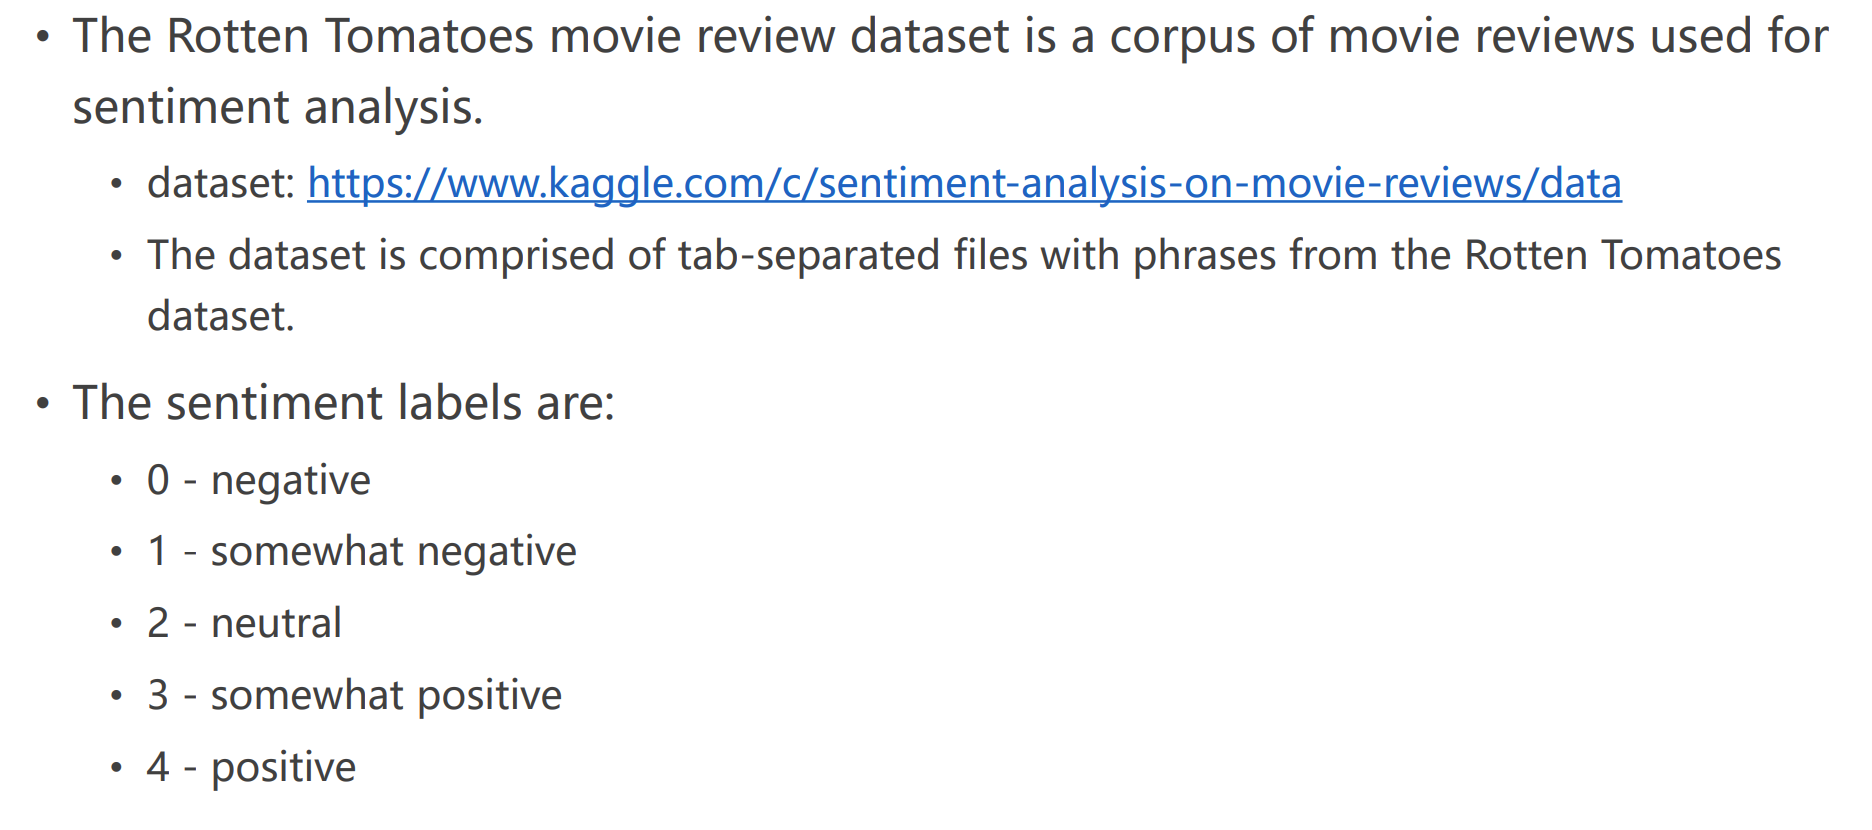 • The Rotten Tomatoes movie review dataset is a corpus of movie reviews used for
sentiment analysis.
• dataset: https://www.kaggle.com/c/sentiment-analysis-on-movie-reviews/data
• The dataset is comprised of tab-separated files with phrases from the Rotten Tomatoes
dataset.
• The sentiment labels are:
• 0 - negative
• 1 - somewhat negative
• 2 - neutral
• 3 - somewhat positive
• 4 - positive